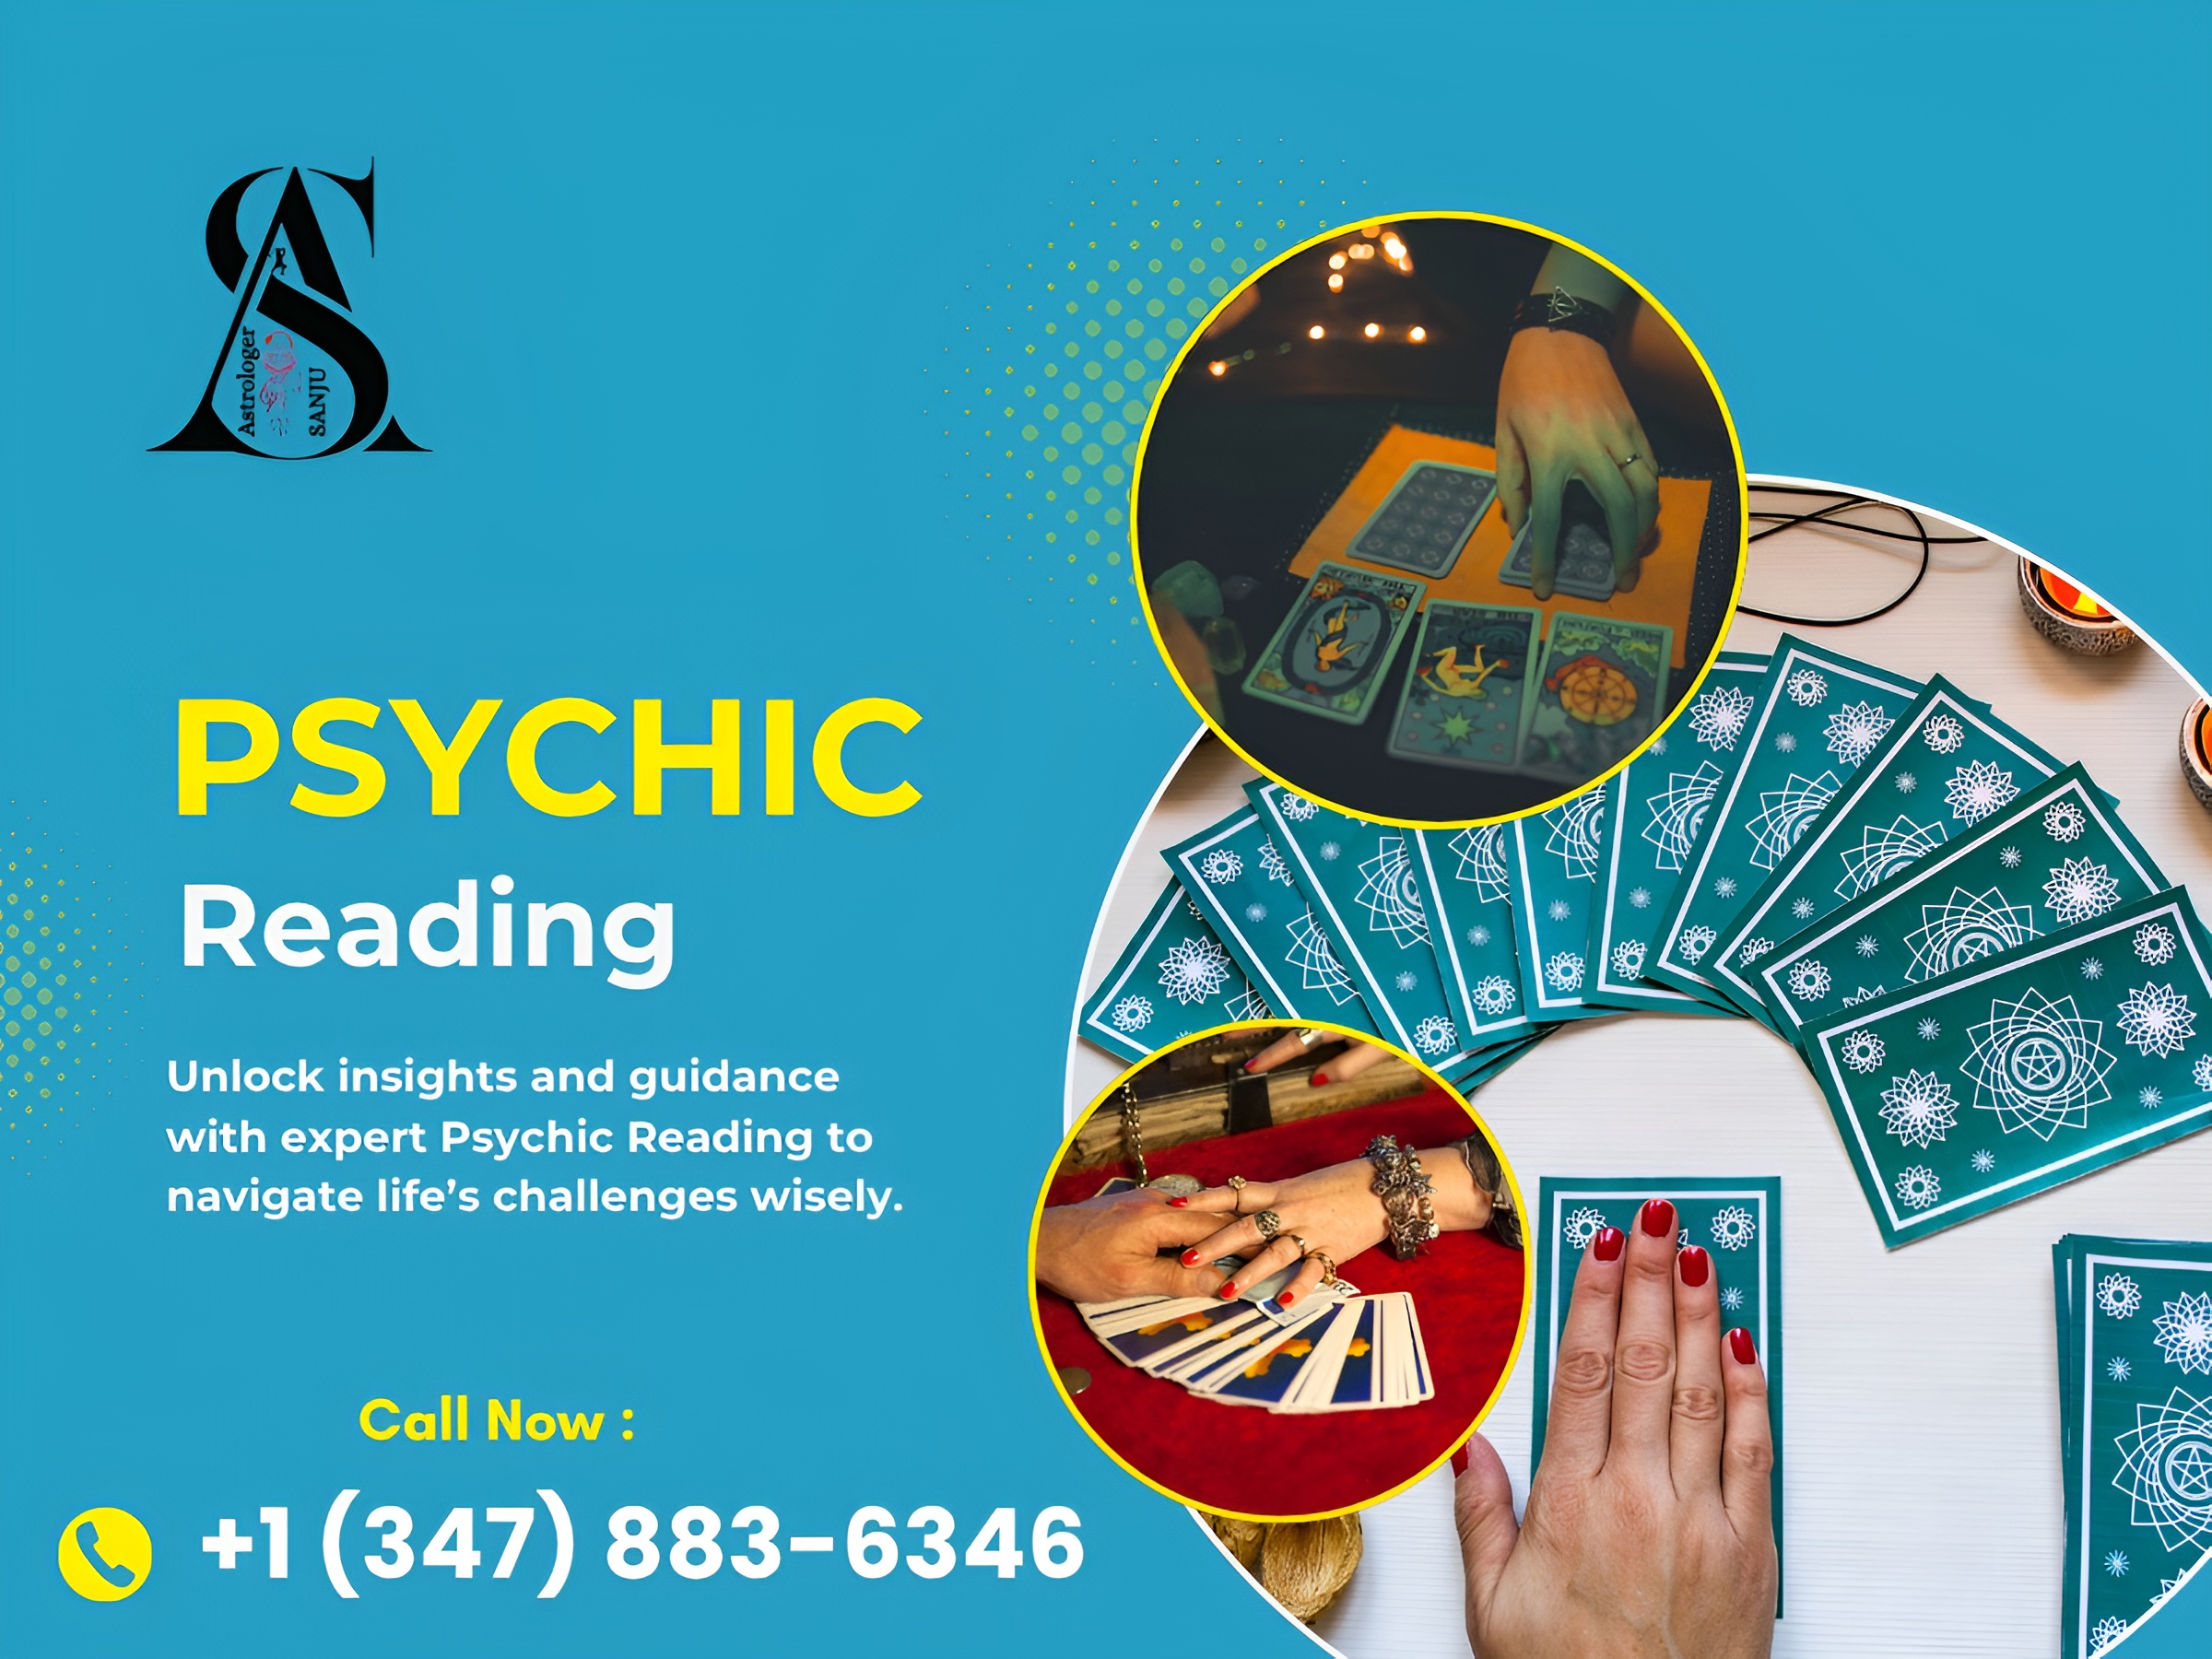 Astrologer
SANJU
PSYCHIC
Reading
Unlock insights and guidance
with expert Psychic Reading to
navigate life’s challenges wisely.
Call Now :
+1 (347) 883-6346